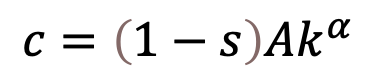 c = (1 − s)Ak^α